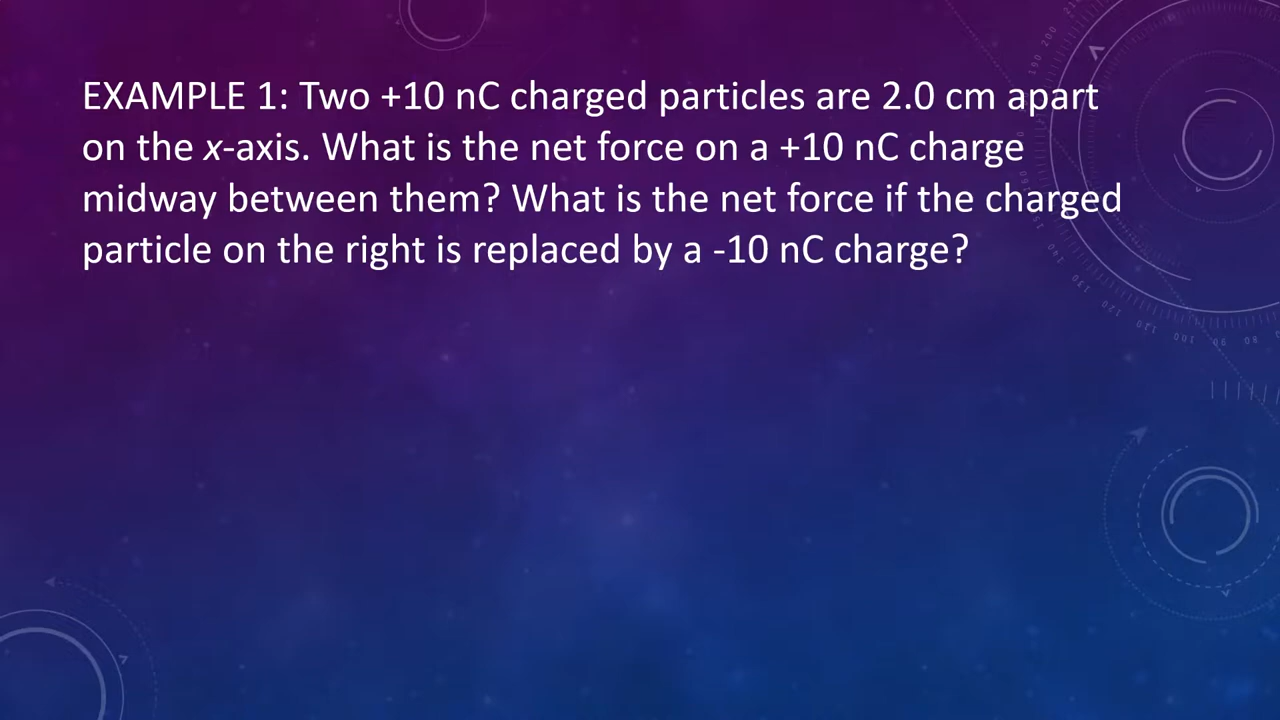 EXAMPLE 1: Two +10 nC charged particles are 2.0 cm apart
on the x-axis. What is the net force on a +10 nC charge
midway between them? What is the net force if the charged
particle on the right is replaced by a -10 nC charge?